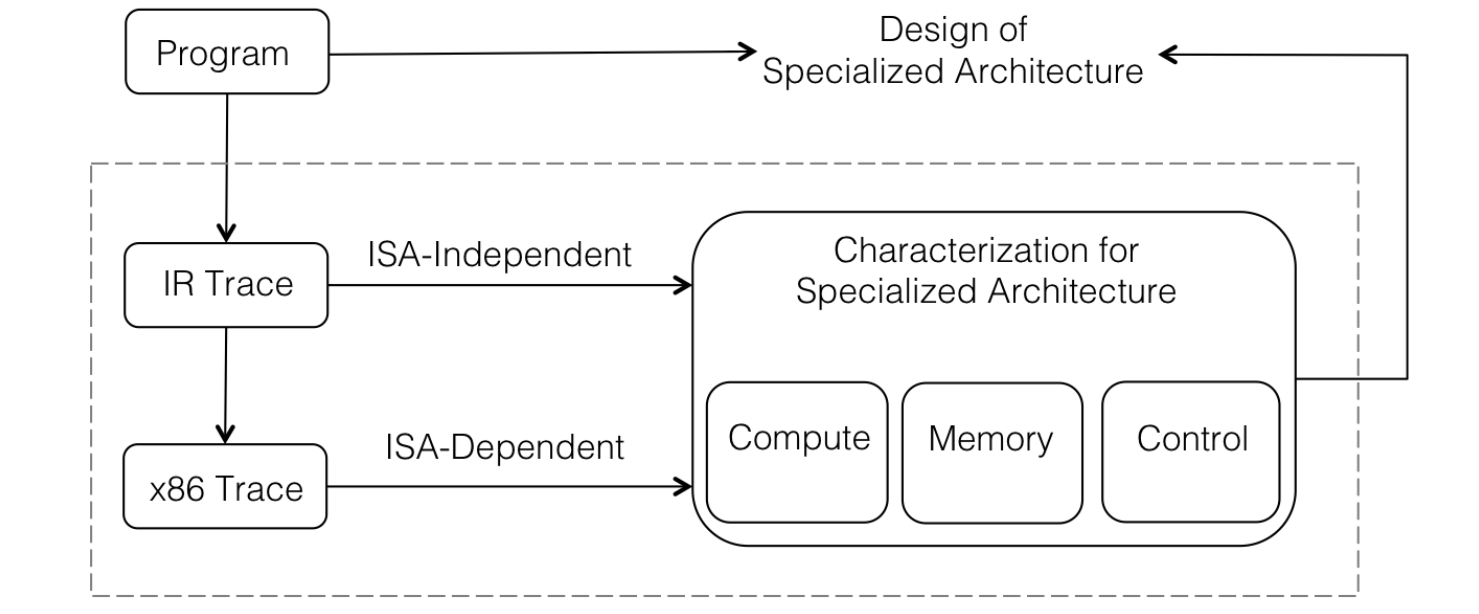 Program
Design of
Specialized Architecture
IR Trace
ISA-Independent
Characterization for
Specialized Architecture
x86 Trace
ISA-Dependent
Compute
Memory
Control